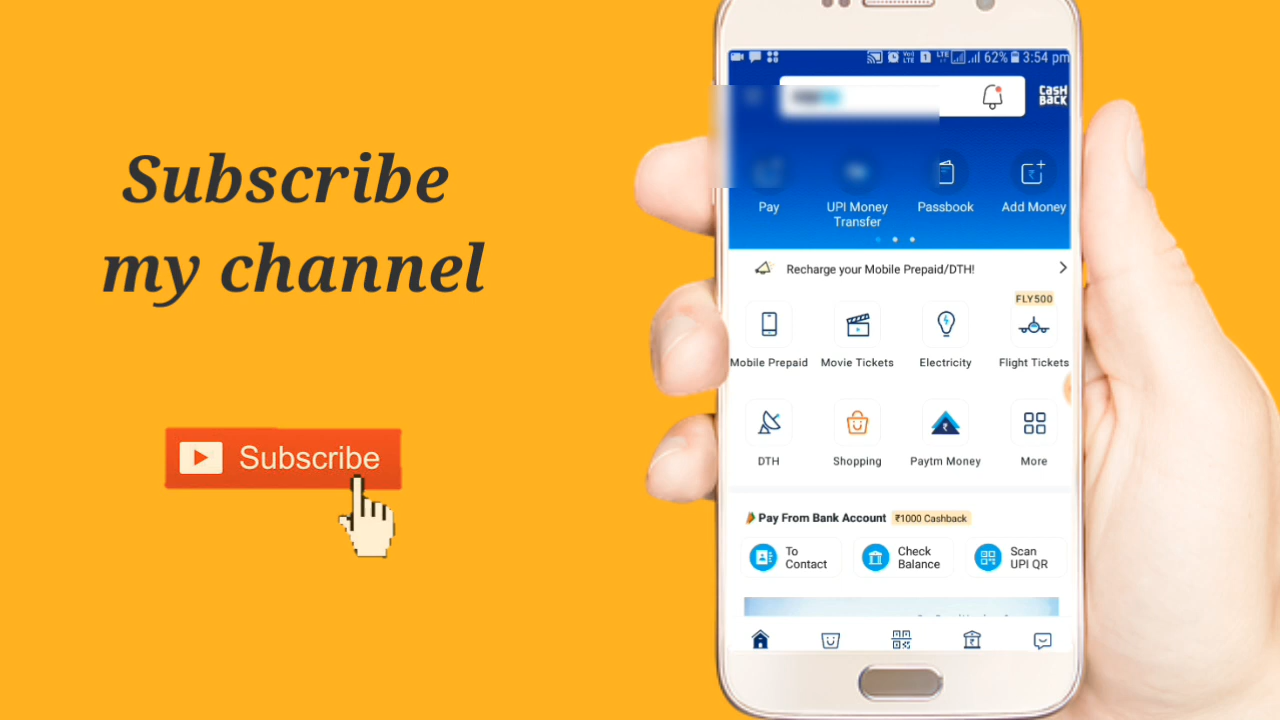 Subscribe
my channel
Subscribe
62% 3:54 pm
CASH
BACK
Pay
UPI Money
Transfer
Passbook
Add Money
Recharge your Mobile Prepaid/DTH!
FLY500
Mobile Prepaid
Movie Tickets
Electricity
Flight Tickets
DTH
Shopping
Paytm Money
More
Pay From Bank Account ₹1000 Cashback
To
Contact
Check
Balance
Scan
UPI QR